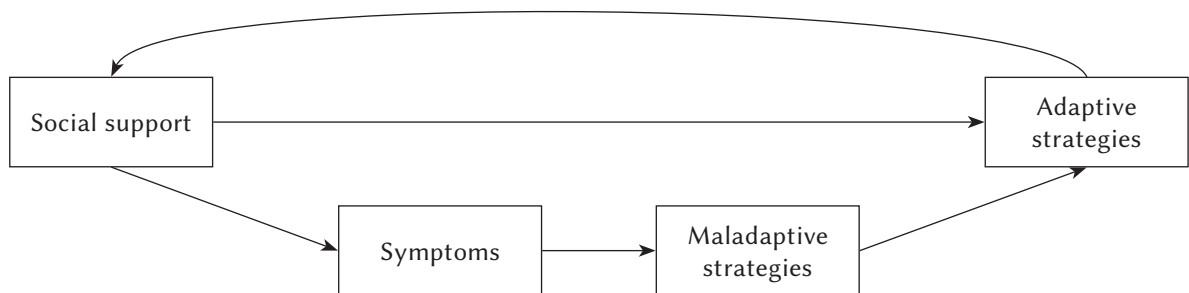 Social support
Adaptive
strategies
Symptoms
Maladaptive
strategies